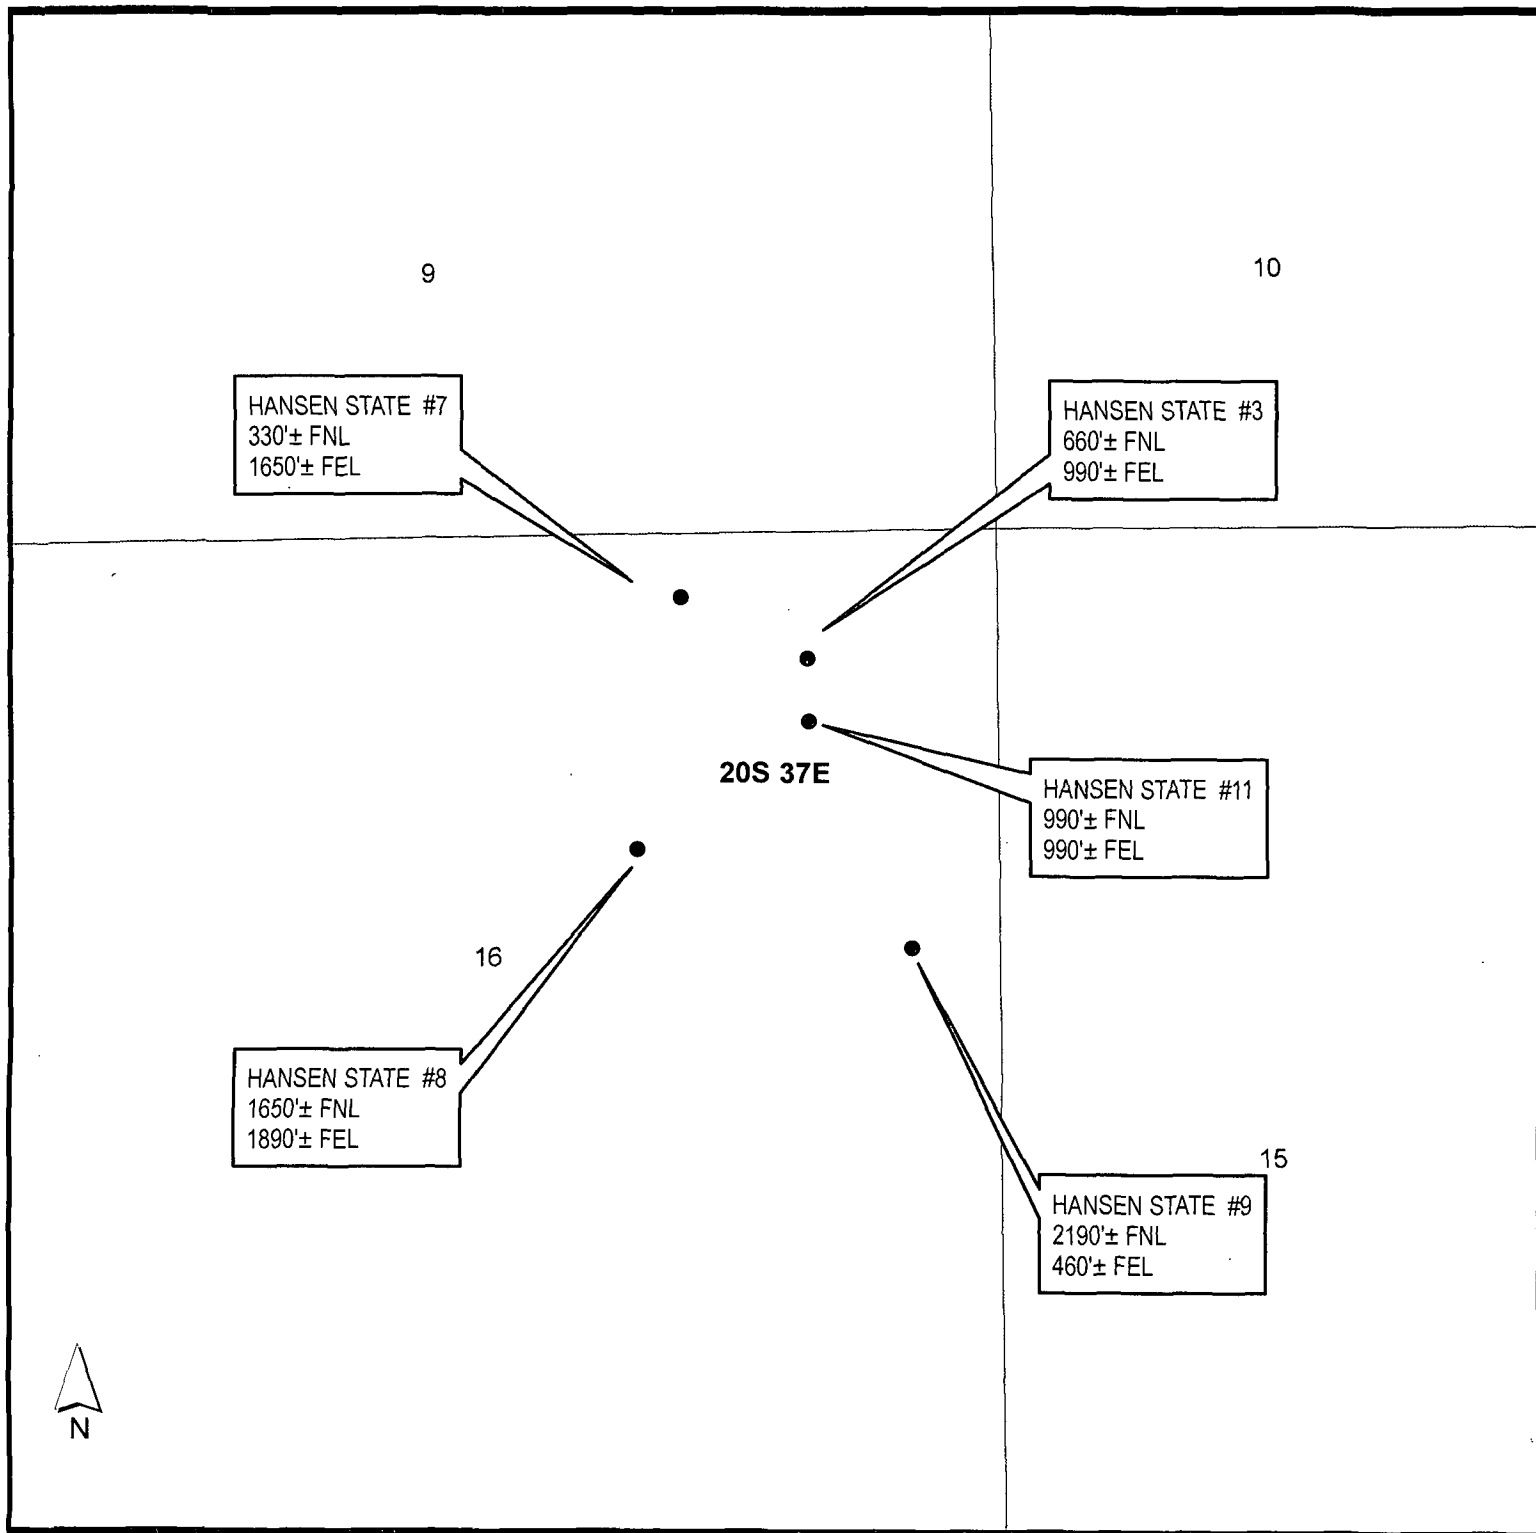 9
10
HANSEN STATE #7
330'± FNL
1650'± FEL
HANSEN STATE #3
660'± FNL
990'± FEL
20S 37E
HANSEN STATE #11
990'± FNL
990'± FEL
16
HANSEN STATE #8
1650'± FNL
1890'± FEL
15
HANSEN STATE #9
2190'± FNL
460'± FEL
N